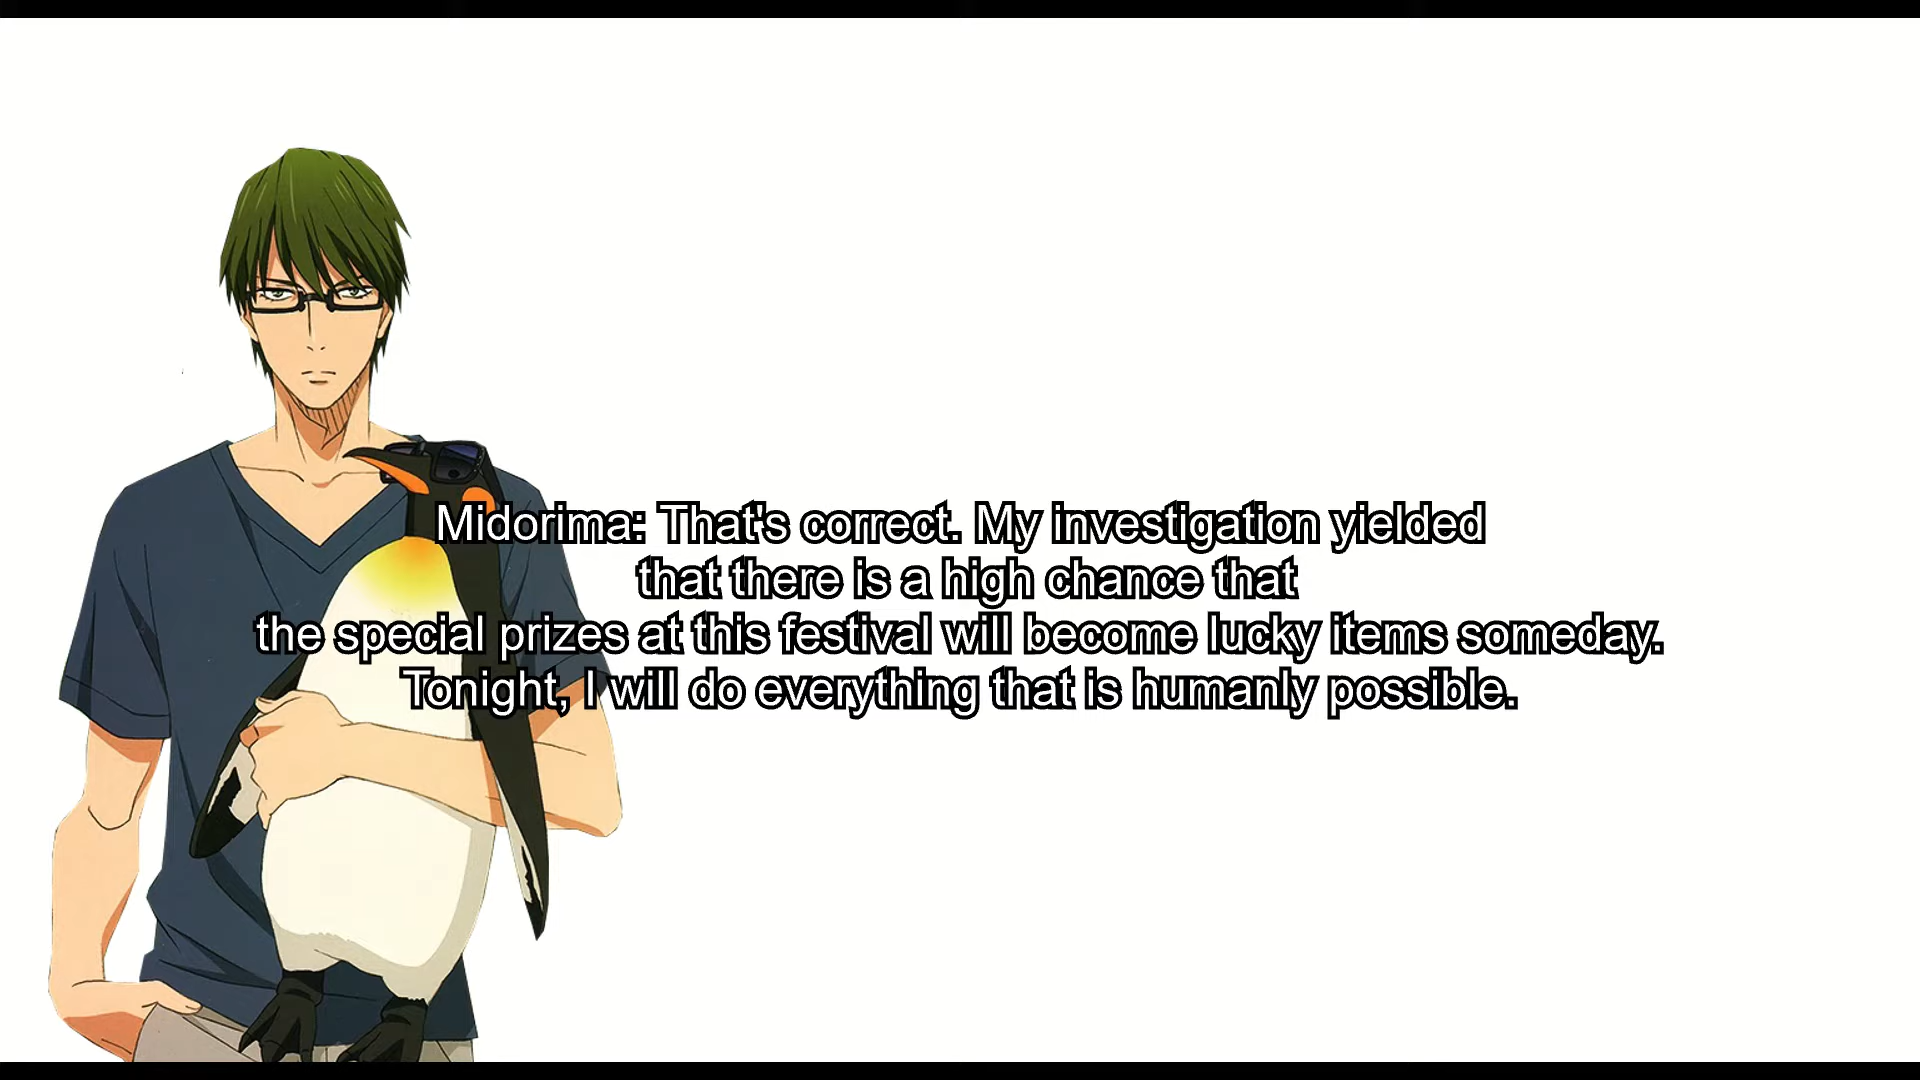 Midorima: That's correct. My investigation yielded
that there is a high chance that
the special prizes at this festival will become lucky items someday.
Tonight, I will do everything that is humanly possible.